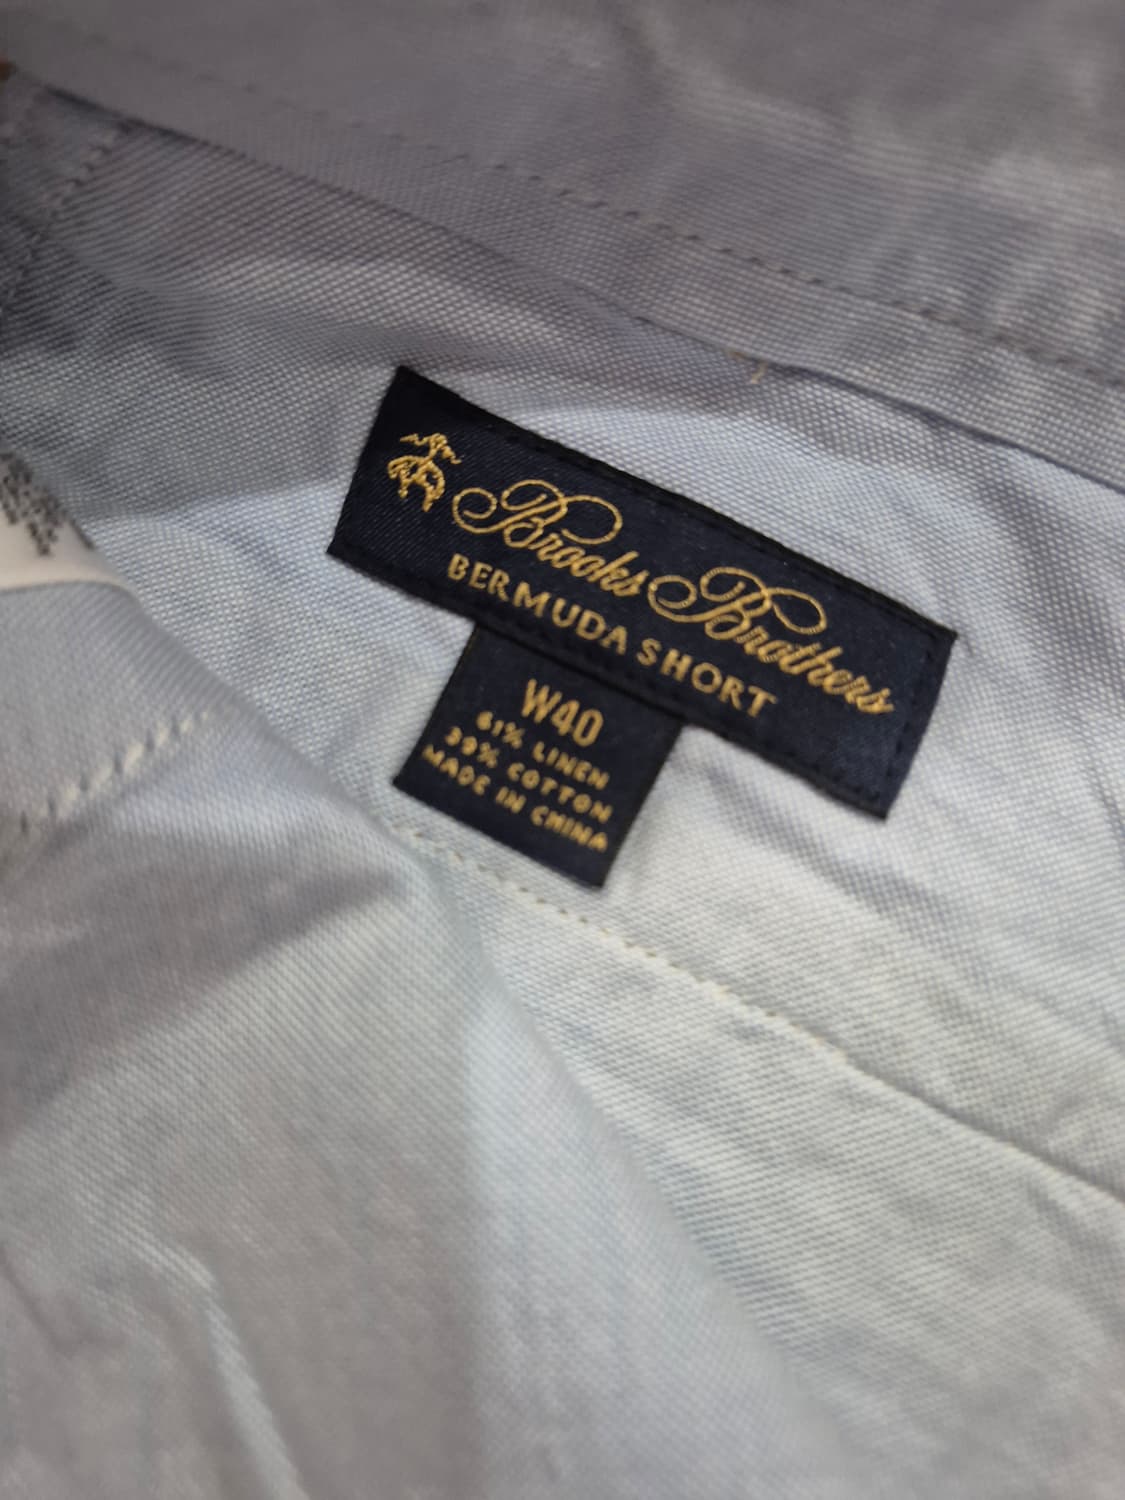 Brooks Brothers
BERMUDA SHORT
W40
61% LINEN
39% COTTON
MADE IN CHINA